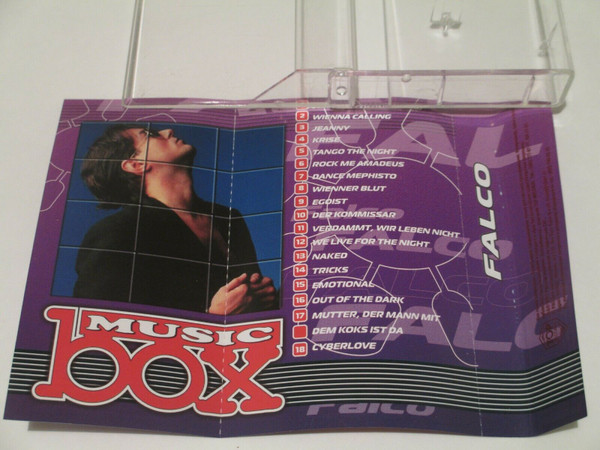 2 WIENNA CALLING
3 JEANNY
4 KRISE
5 TANGO THE NIGHT
6 ROCK ME AMADEUS
7 DANCE MEPHISTO
8 WIENNER BLUT
9 EGOIST
10 DER KOMMISSAR
11 VERDAMMT, WIR LEBEN NICHT
12 WE LIVE FOR THE NIGHT
13 NAKED
14 TRICKS
15 EMOTIONAL
16 OUT OF THE DARK
17 MUTTER, DER MANN MIT
DEM KOKS IST DA
18 CYBERLOVE
MUSIC
box
FALCO
Falco